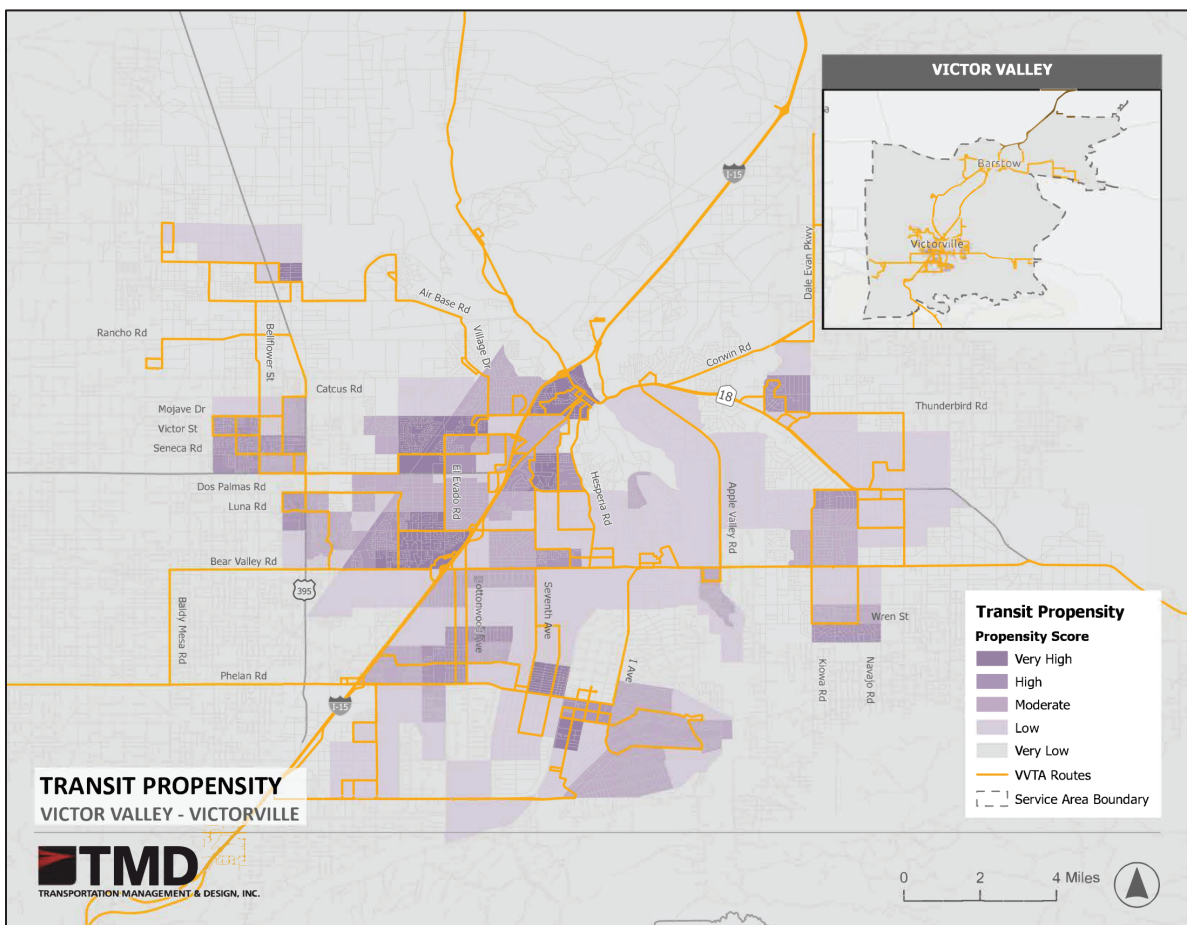 VICTOR VALLEY
a
Barstow
Victorville
I-15
Dale Evan Pkwy
Air Base Rd
Village Dr
Rancho Rd
Bellflower St
Corwin Rd
Catcus Rd
18
Thunderbird Rd
Mojave Dr
Victor St
Seneca Rd
Dos Palmas Rd
Luna Rd
El Evado Rd
Hesperia Rd
Apple Valley Rd
Bear Valley Rd
395
Baldy Mesa Rd
Cottonwood Ave
Seventh Ave
I Ave
Wren St
Kiowa Rd
Navajo Rd
Phelan Rd
I-15
Transit Propensity
Propensity Score
Very High
High
Moderate
Low
Very Low
VVTA Routes
Service Area Boundary
TRANSIT PROPENSITY
VICTOR VALLEY - VICTORVILLE
TMD
TRANSPORTATION MANAGEMENT & DESIGN, INC.
0 2 4 Miles